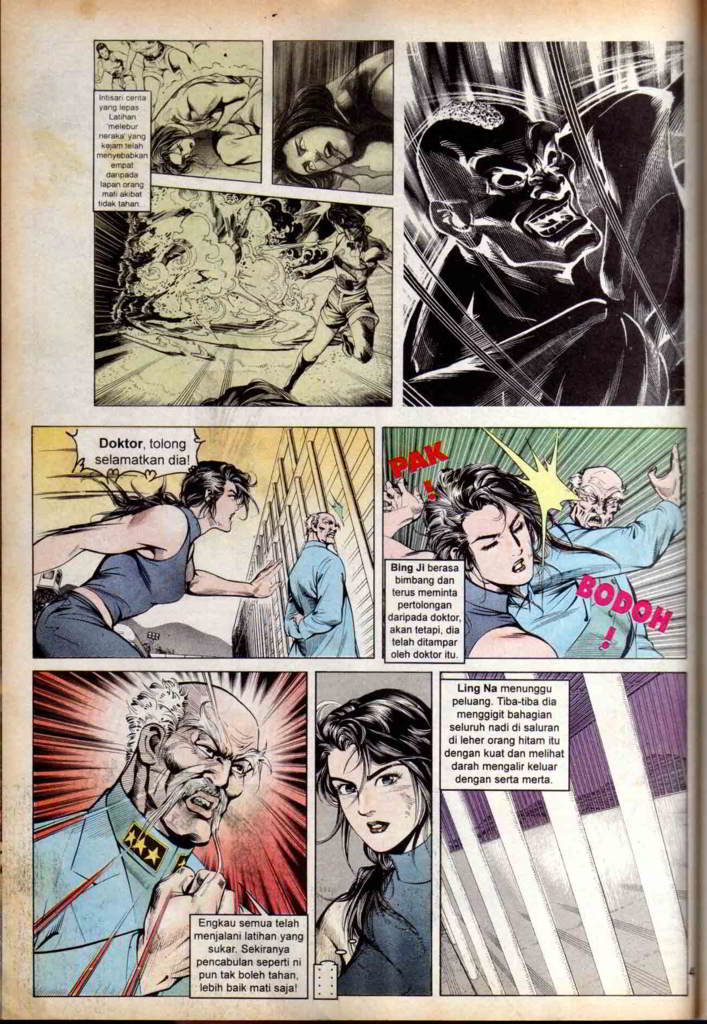 Intisari cerita
yang lepas
Latihan
'melebur
neraka' yang
kejam telah
menyebabkan
empat
daripada
lapan orang
mati akibat
tidak tahan...
Doktor, tolong
selamatkan dia!
PAK
!
Bing Ji berasa
bimbang dan
terus meminta
pertolongan
daripada doktor,
akan tetapi, dia
telah ditampar
oleh doktor itu.
BODOH
!
Engkau semua telah
menjalani latihan yang
sukar. Sekiranya
pencabulan seperti ni
pun tak boleh tahan,
lebih baik mati saja!
Ling Na menunggu
peluang. Tiba-tiba dia
menggigit bahagian
seluruh nadi di saluran
di leher orang hitam itu
dengan kuat dan melihat
darah mengalir keluar
dengan serta merta.